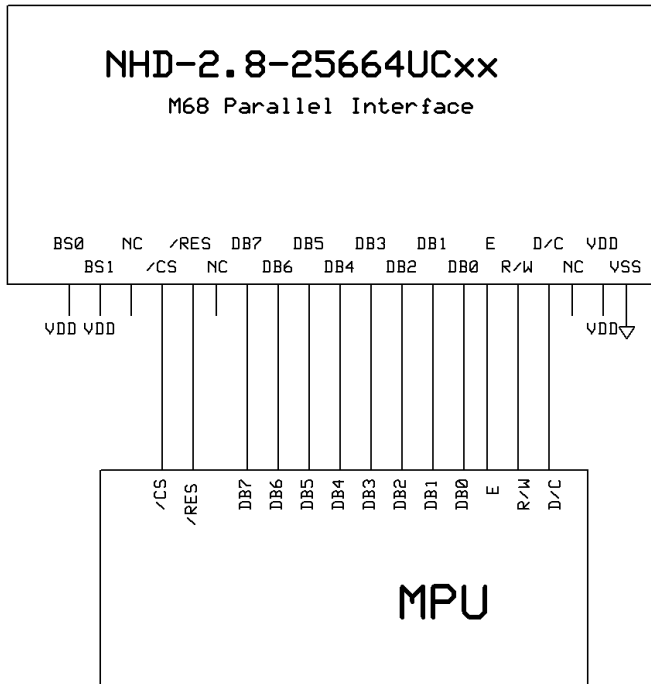 NHD-2.8-25664UCxx
M68 Parallel Interface
BS0 NC /RES DB7 DB5 DB3 DB1 E D/C VDD
BS1 /CS NC DB6 DB4 DB2 DB0 R/W NC VSS
VDD VDD VDD
/CS /RES DB7 DB6 DB5 DB4 DB3 DB2 DB1 DB0 E R/W D/C
MPU